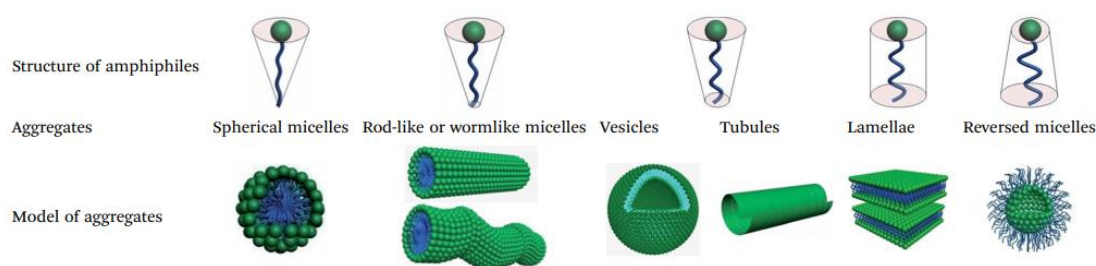 Structure of amphiphiles
Aggregates Spherical micelles Rod-like or wormlike micelles Vesicles Tubules Lamellae Reversed micelles
Model of aggregates